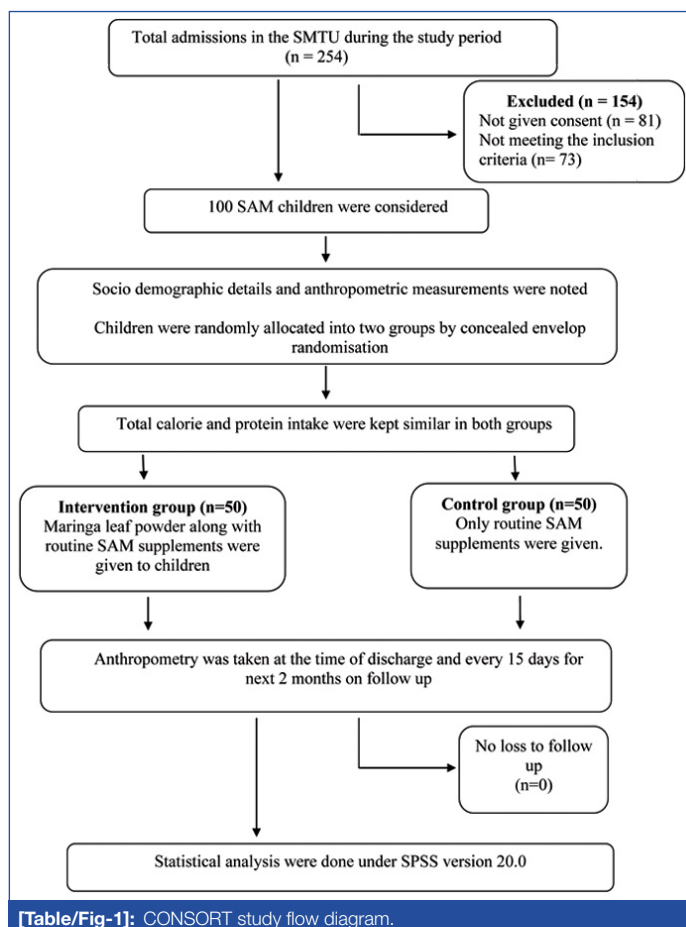 Total admissions in the SMTU during the study period
(n = 254)
Excluded (n = 154)
Not given consent (n = 81)
Not meeting the inclusion
criteria (n= 73)
100 SAM children were considered
Socio demographic details and anthropometric measurements were noted
Children were randomly allocated into two groups by concealed envelop
randomisation
Total calorie and protein intake were kept similar in both groups
Intervention group (n=50)
Maringa leaf powder along with
routine SAM supplements were
given to children
Control group (n=50)
Only routine SAM
supplements were given.
Anthropometry was taken at the time of discharge and every 15 days for
next 2 months on follow up
No loss to follow
up
(n=0)
Statistical analysis were done under SPSS version 20.0
[Table/Fig-1]: CONSORT study flow diagram.